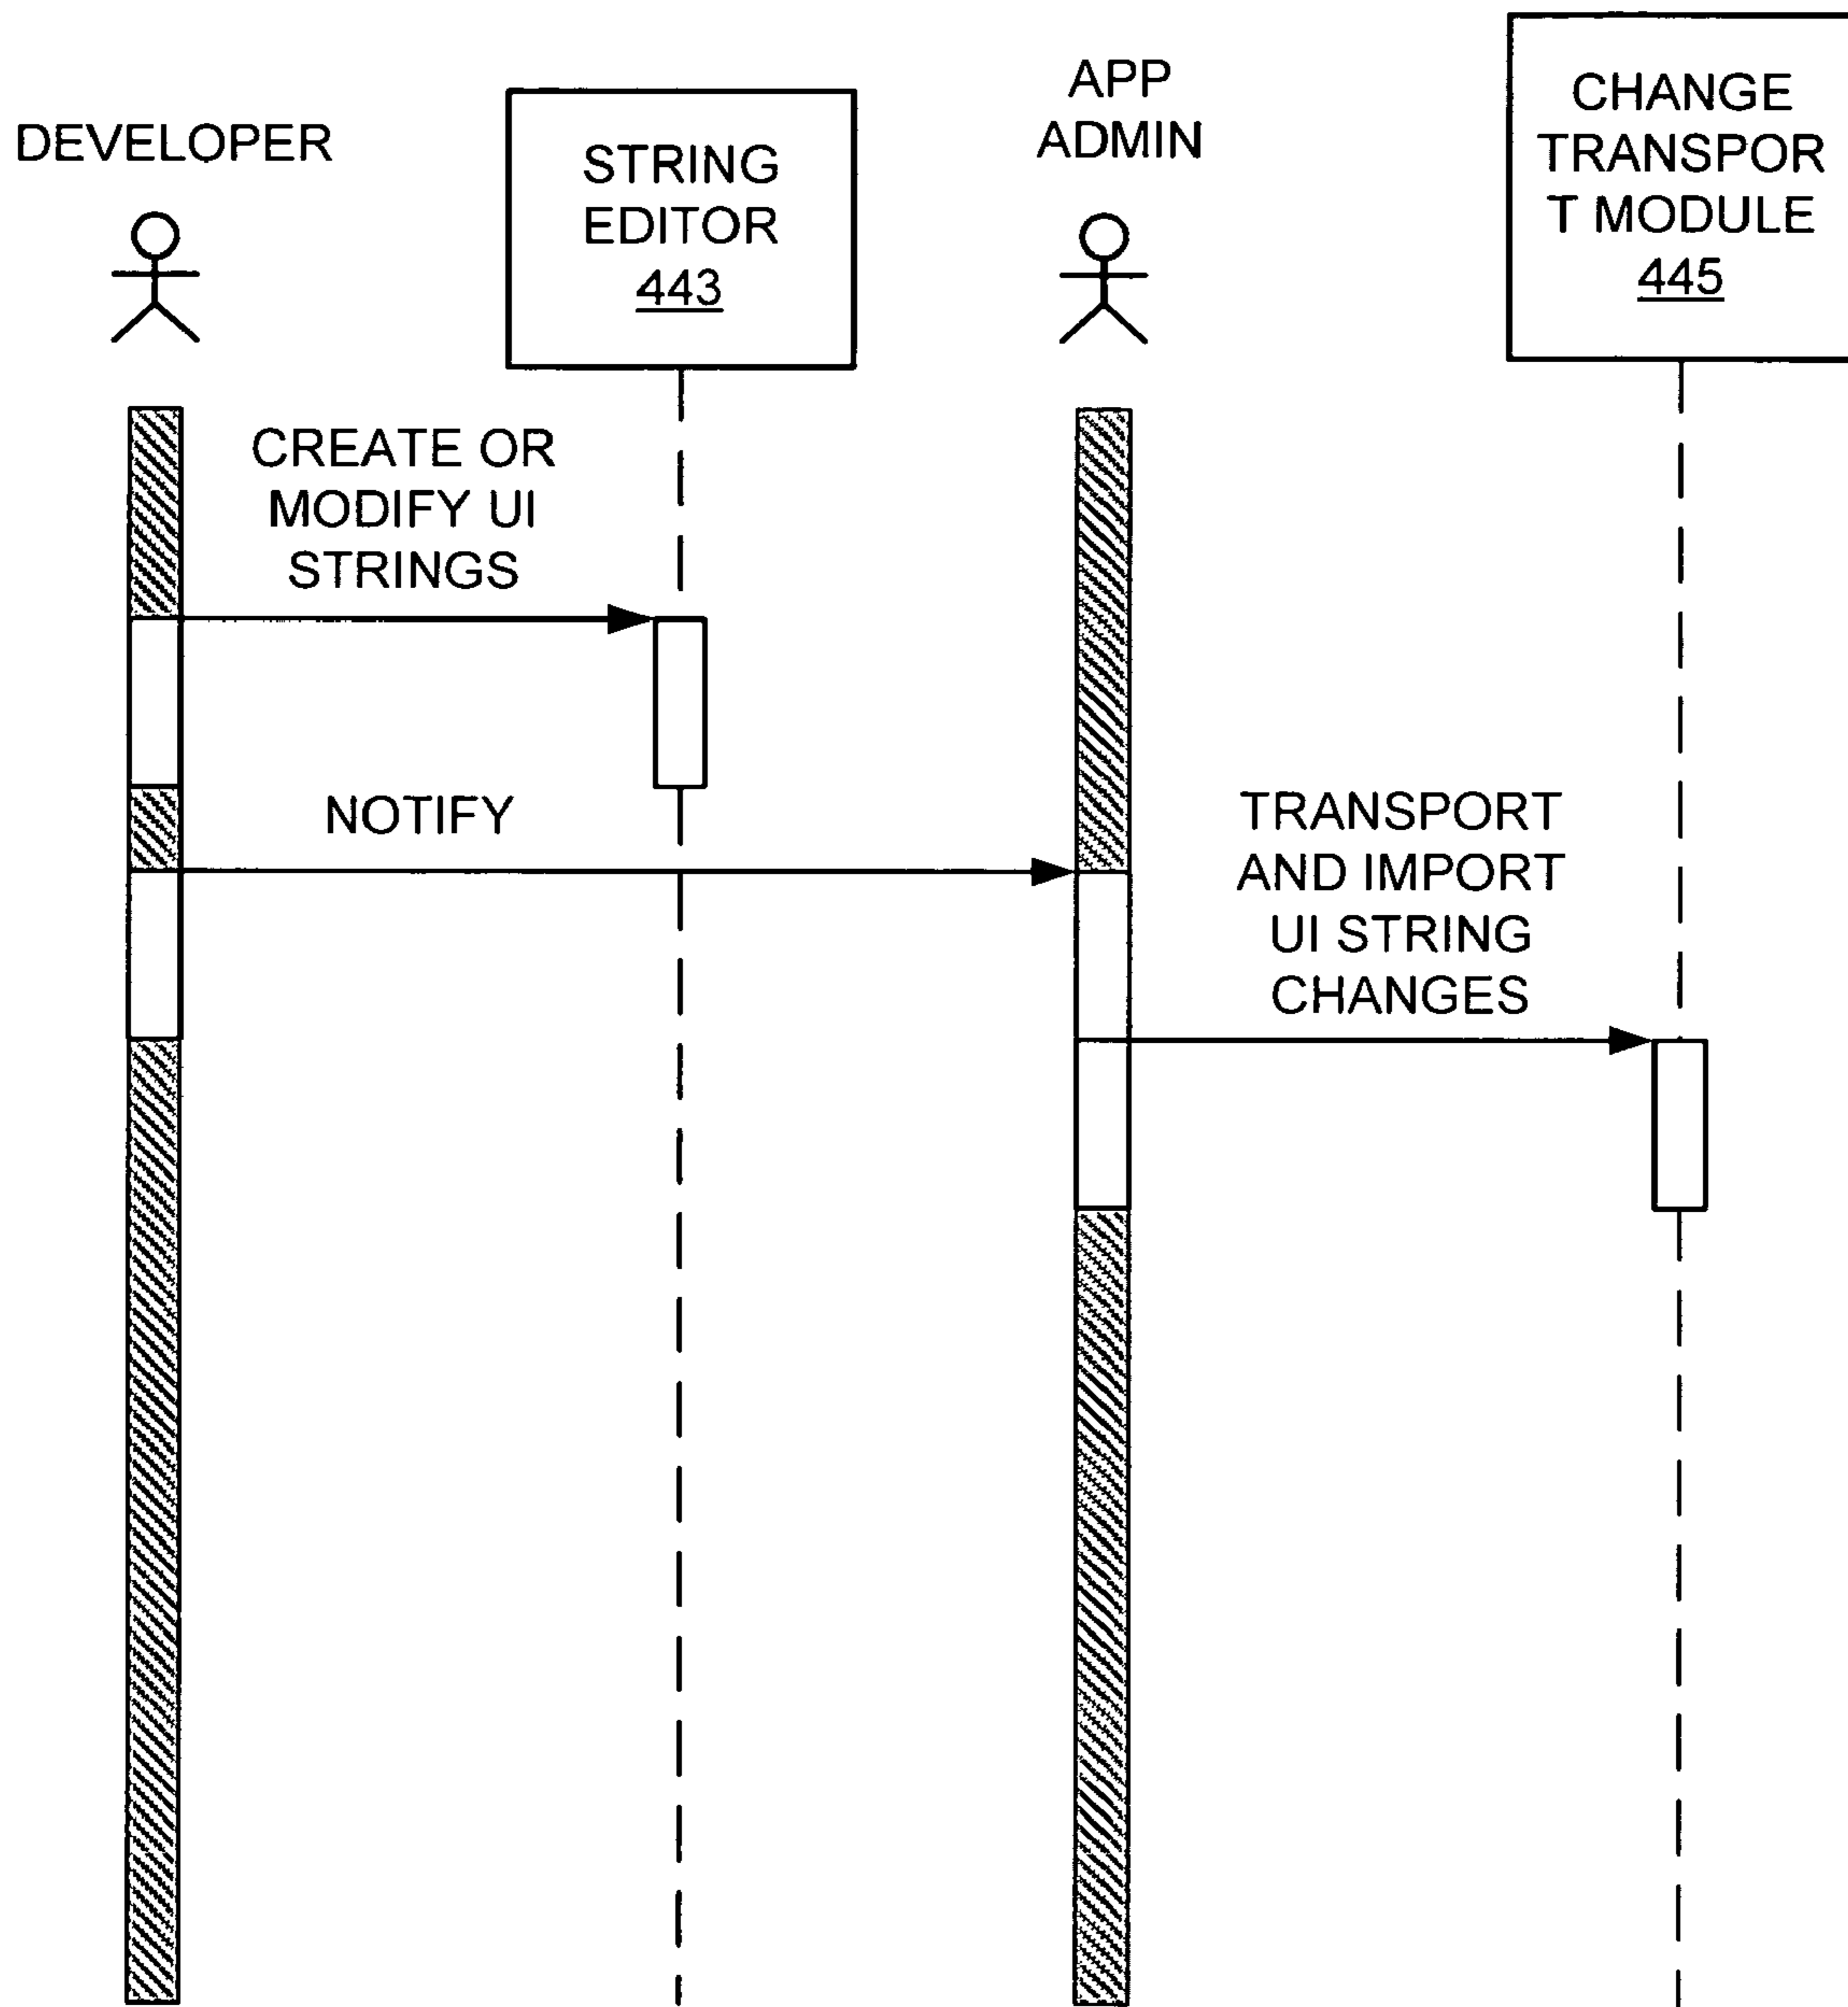 DEVELOPER
STRING
EDITOR
443
APP
ADMIN
CHANGE
TRANSPOR
T MODULE
445
CREATE OR
MODIFY UI
STRINGS
NOTIFY
TRANSPORT
AND IMPORT
UI STRING
CHANGES